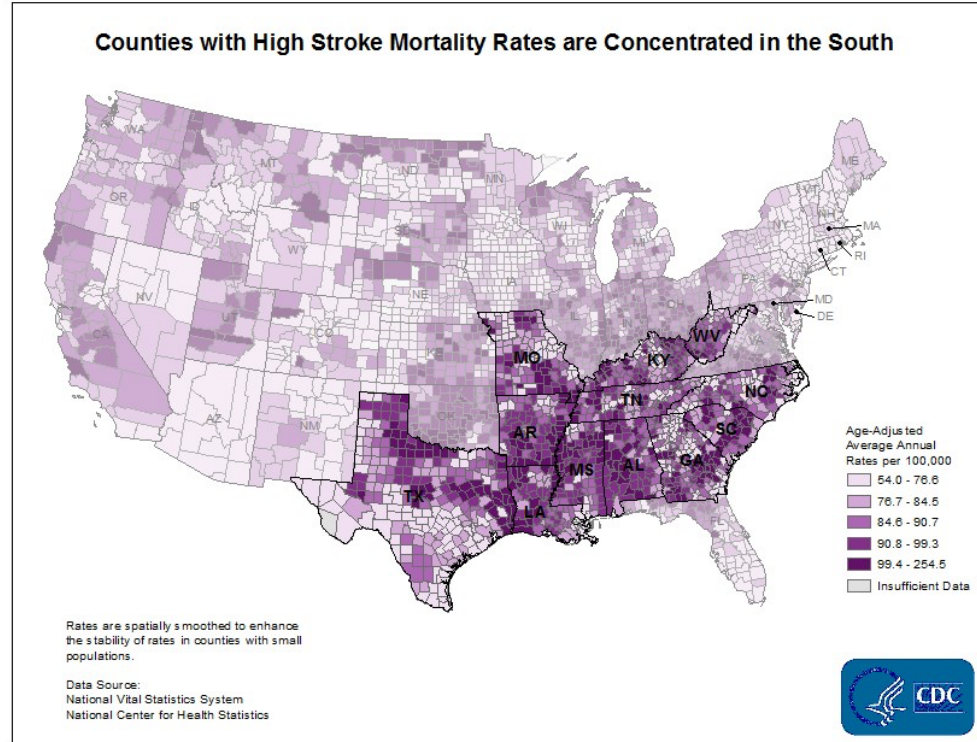 Counties with High Stroke Mortality Rates are Concentrated in the South
WA
MT
ND
MN
ME
OR
ID
WY
SD
WI
MI
NY
VT
NH
MA
RI
CT
NV
UT
CO
NE
IA
IL
IN
OH
PA
MD
DE
CA
AZ
NM
KS
OK
MO
KY
WV
VA
TN
NC
AR
SC
MS
AL
GA
TX
LA
FL
Age-Adjusted
Average Annual
Rates per 100,000
54.0 - 76.6
76.7 - 84.5
84.6 - 90.7
90.8 - 99.3
99.4 - 254.5
Insufficient Data
Rates are spatially smoothed to enhance
the stability of rates in counties with small
populations.
Data Source:
National Vital Statistics System
National Center for Health Statistics
CDC